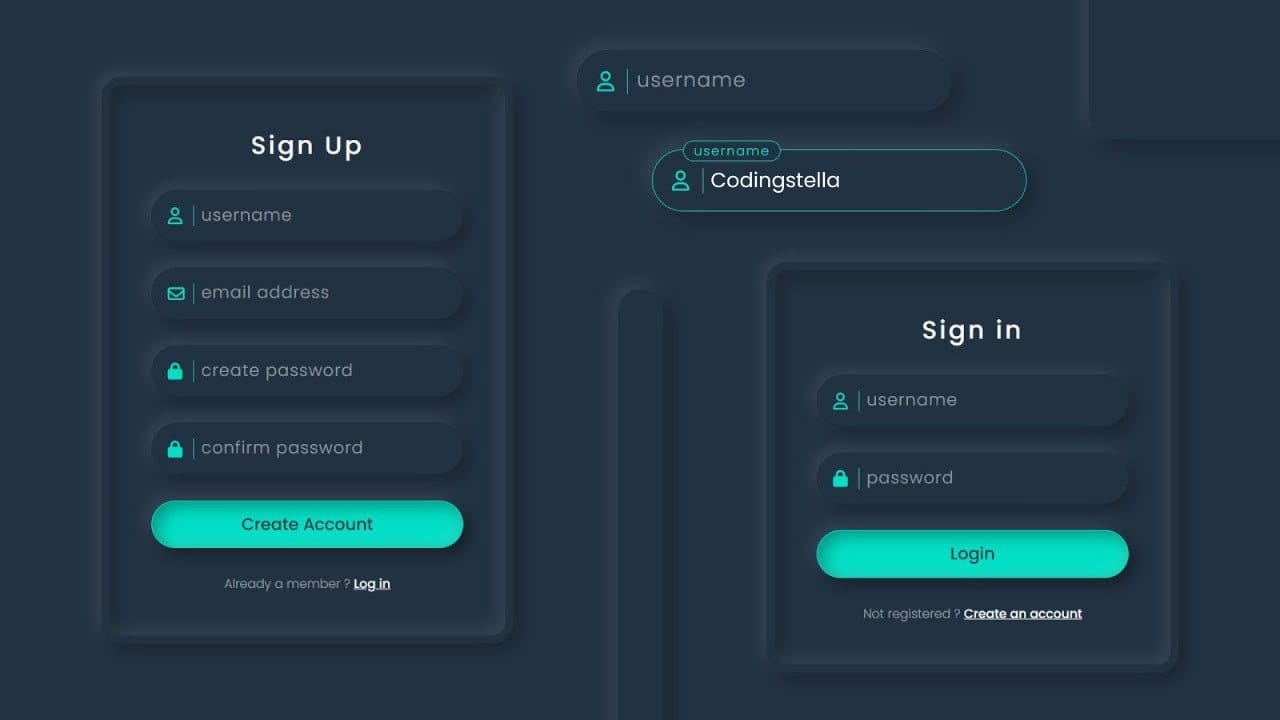 Sign Up
username
email address
create password
confirm password
Create Account
Already a member ? Log in
username
username
Codingstella
Sign in
username
password
Login
Not registered ? Create an account